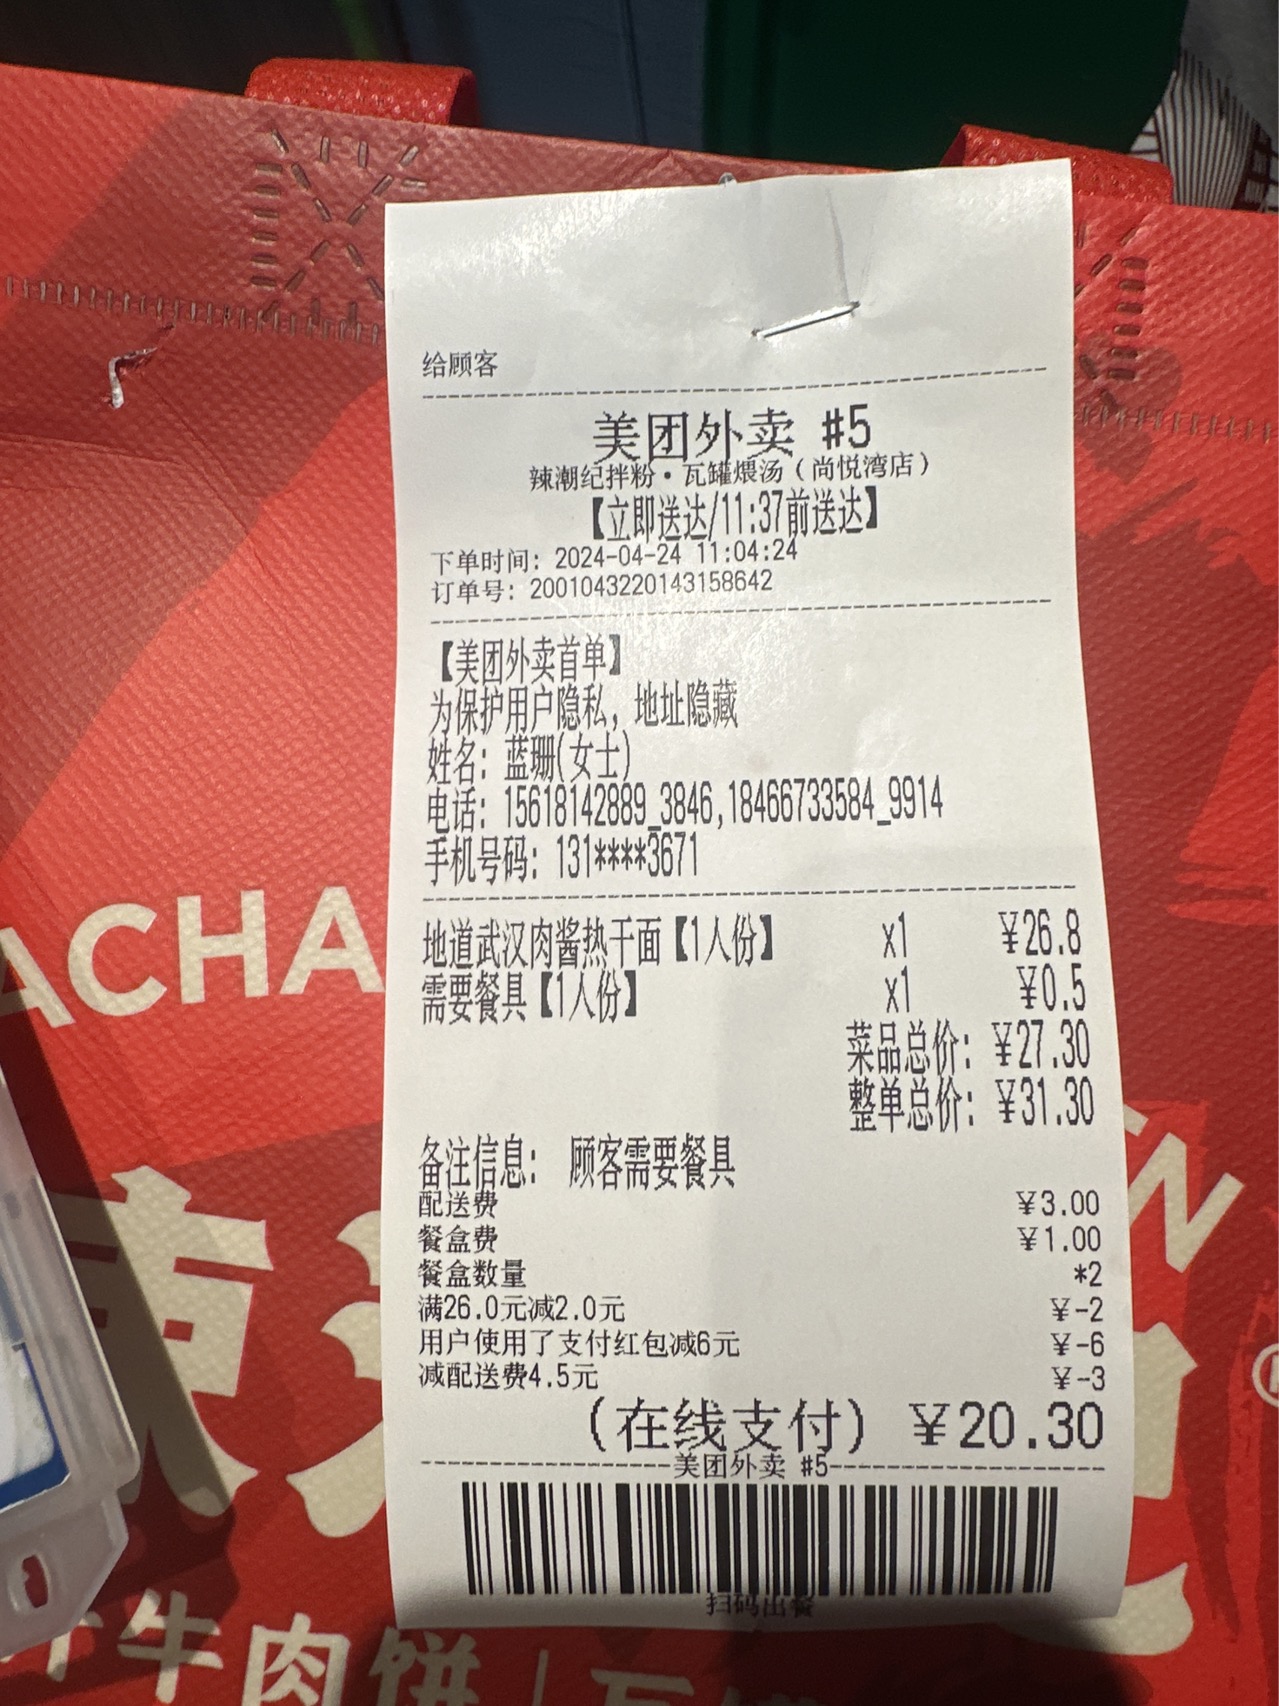 给顾客
美团外卖 #5
辣潮纪拌粉·瓦罐煨汤（尚悦湾店）
【立即送达/11:37前送达】
下单时间: 2024-04-24 11:04:24
订单号: 2001043220143158642
【美团外卖首单】
为保护用户隐私, 地址隐藏
姓名: 蓝珊(女士)
电话: 15618142889_3846,18466733584_9914
手机号码: 131****3671
地道武汉肉酱热干面【1人份】 x1 ¥26.8
需要餐具【1人份】 x1 ¥0.5
菜品总价: ¥27.30
整单总价: ¥31.30
备注信息: 顾客需要餐具
配送费 ¥3.00
餐盒费 ¥1.00
餐盒数量 *2
满26.0元减2.0元 ¥-2
用户使用了支付红包减6元 ¥-6
减配送费4.5元 ¥-3
(在线支付) ¥20.30
美团外卖 #5
扫码出餐
ACHA
牛肉饼